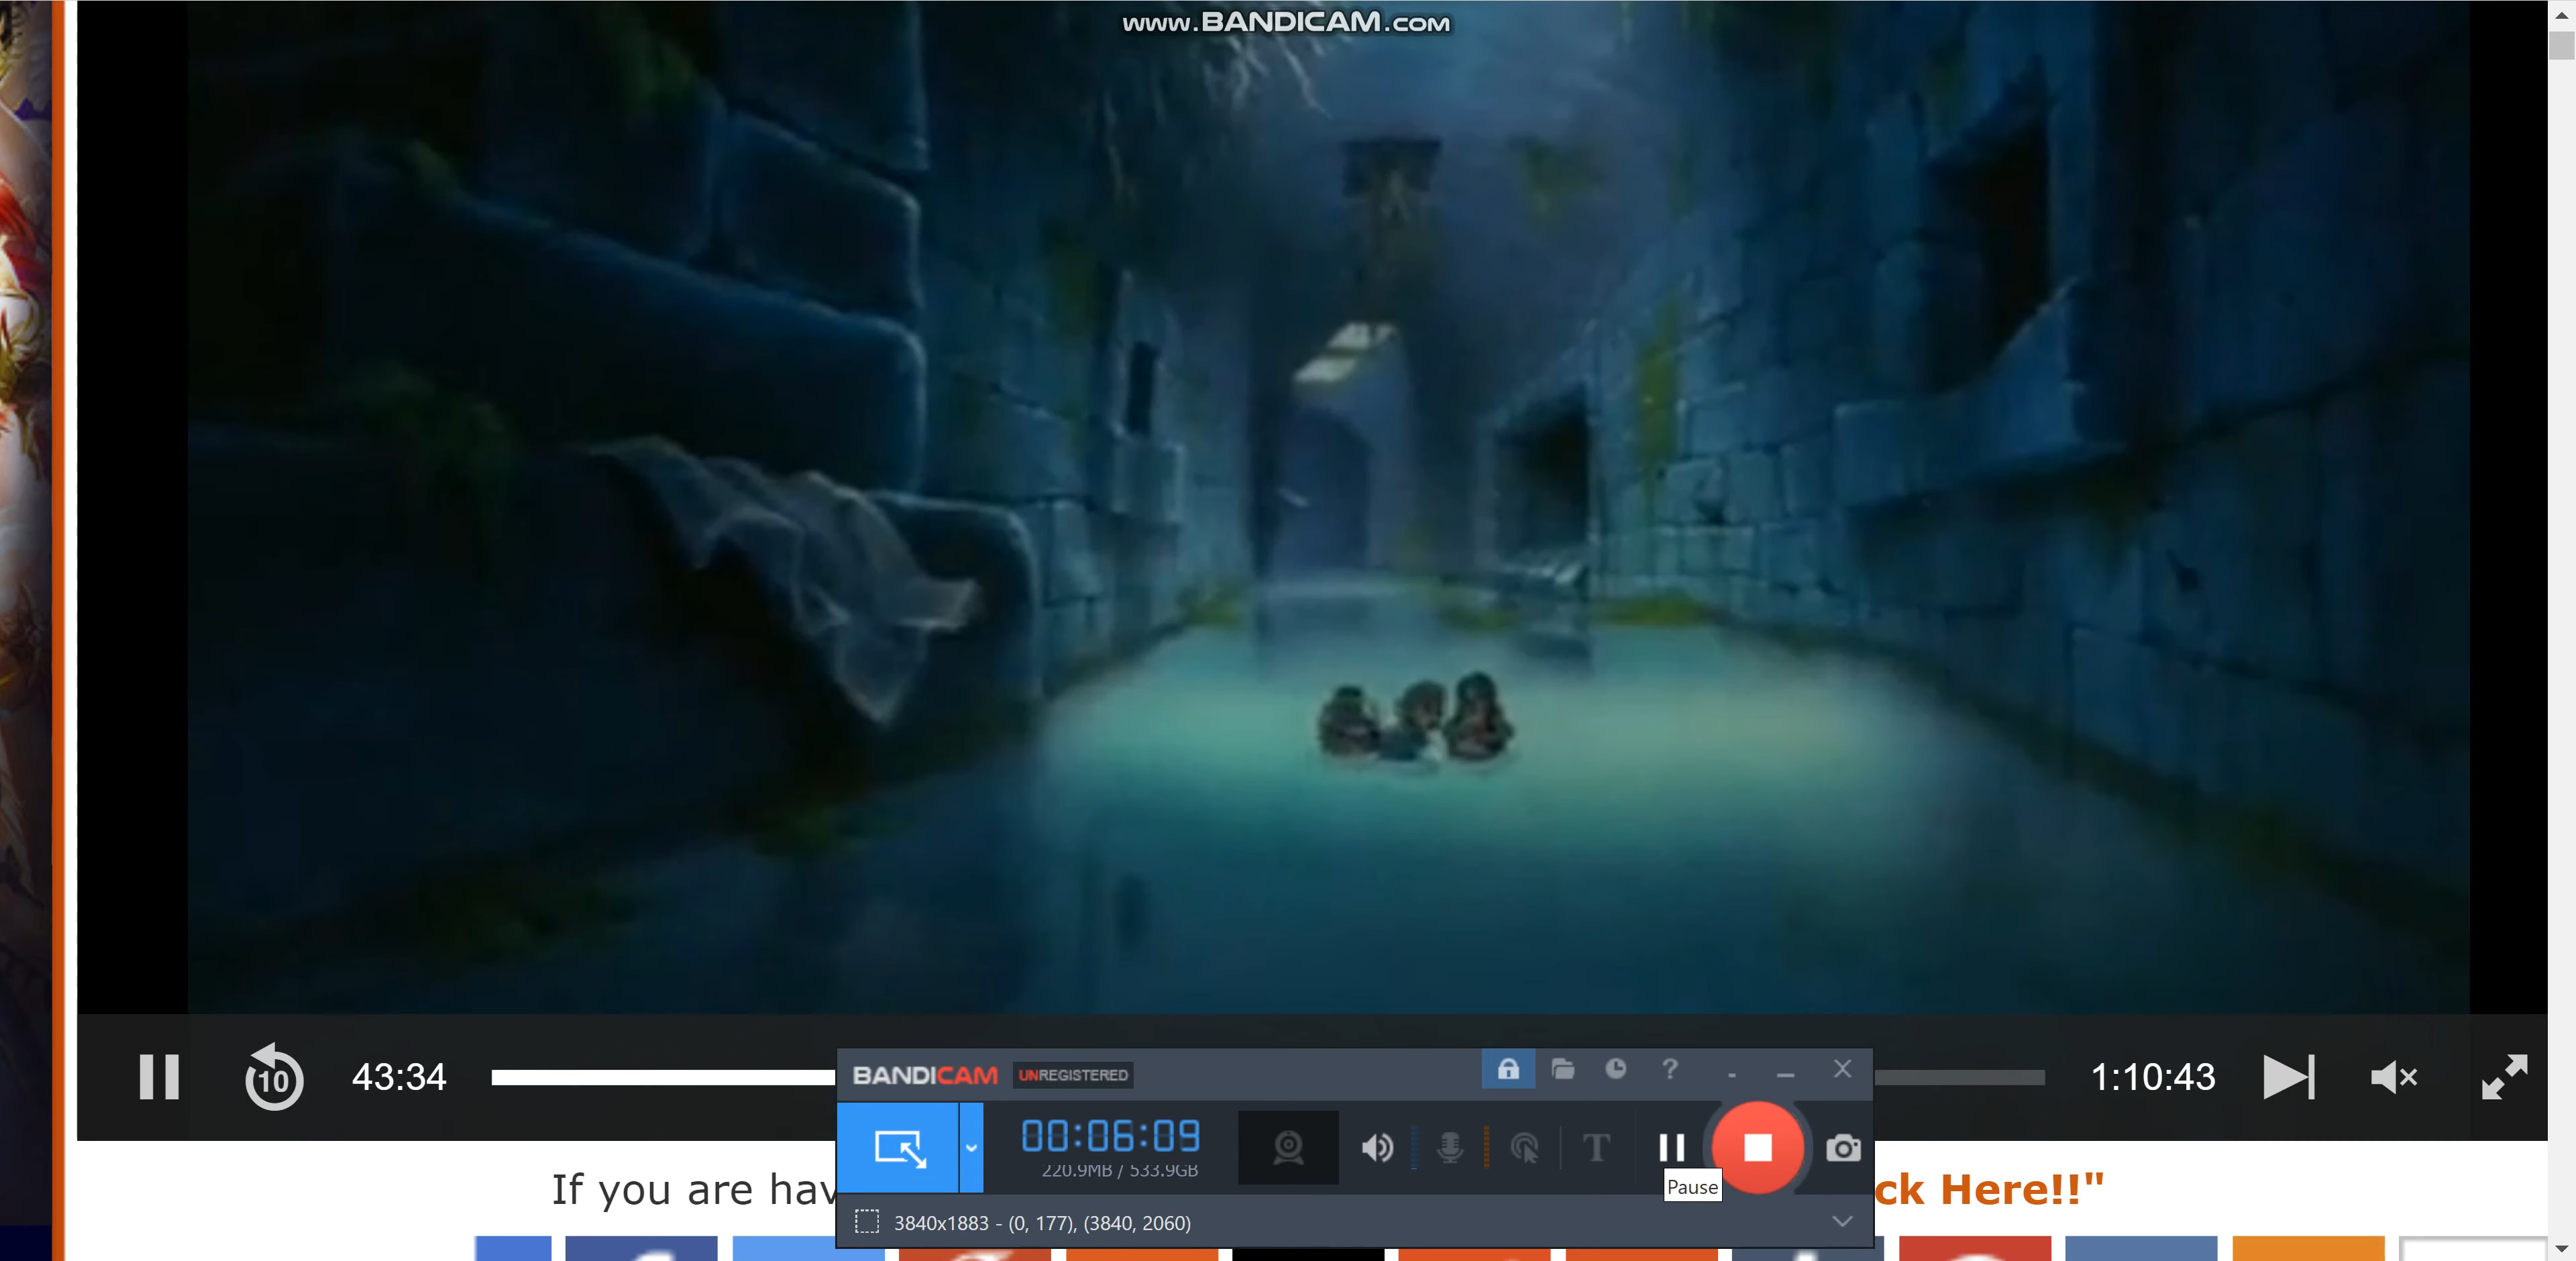 www.BANDICAM.com
10
43:34
1:10:43
BANDICAM UNREGISTERED
?
00:06:09
220.9MB / 533.9GB
T
Pause
If you are hav
ck Here!!"
3840x1883 - (0, 177), (3840, 2060)